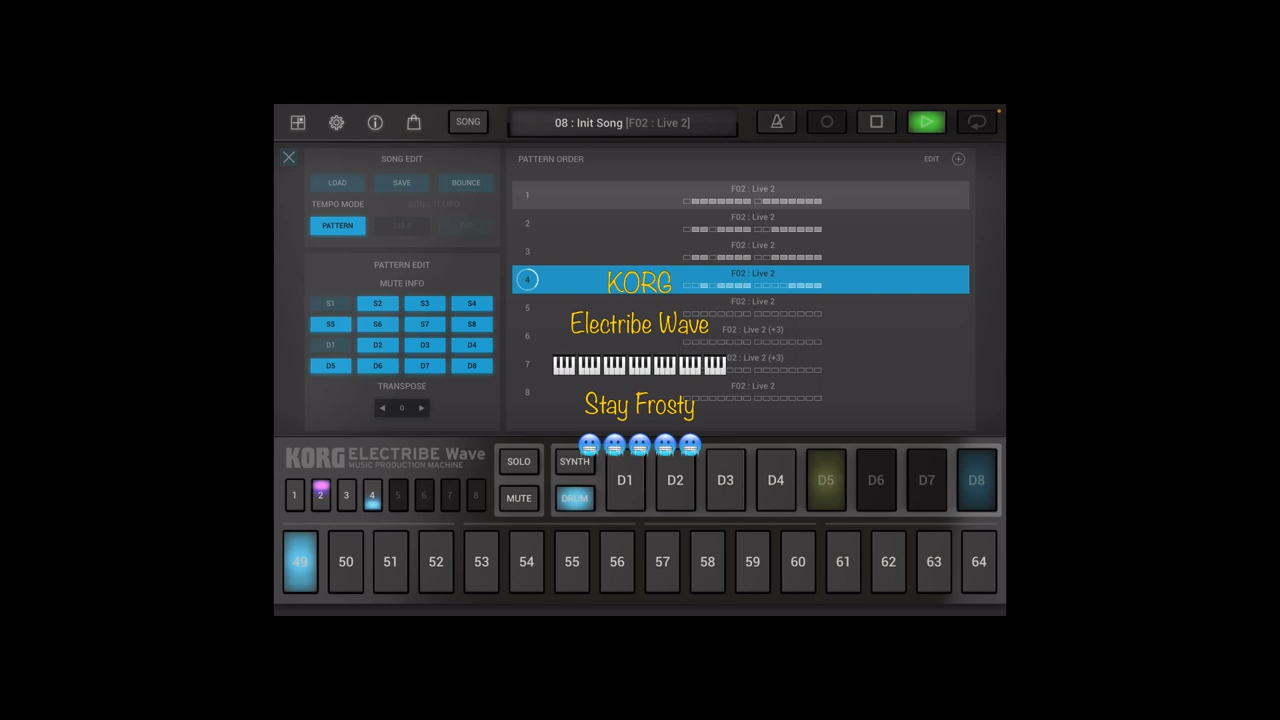 SONG
08 : Init Song [F02 : Live 2]
SONG EDIT
LOAD SAVE BOUNCE
TEMPO MODE SONG TEMPO
PATTERN
PATTERN EDIT
MUTE INFO
S1 S2 S3 S4
S5 S6 S7 S8
D1 D2 D3 D4
D5 D6 D7 D8
TRANSPOSE
0
PATTERN ORDER EDIT
1 F02 : Live 2
2 F02 : Live 2
3 F02 : Live 2
4 F02 : Live 2
5 F02 : Live 2
6 F02 : Live 2 (+3)
7 02 : Live 2 (+3)
8 F02 : Live 2
KORG
Electribe Wave
Stay Frosty
KORG ELECTRIBE Wave
MUSIC PRODUCTION MACHINE
1 2 3 4 5 6 7 8
SOLO SYNTH
MUTE DRUM
D1 D2 D3 D4 D5 D6 D7 D8
49 50 51 52 53 54 55 56 57 58 59 60 61 62 63 64